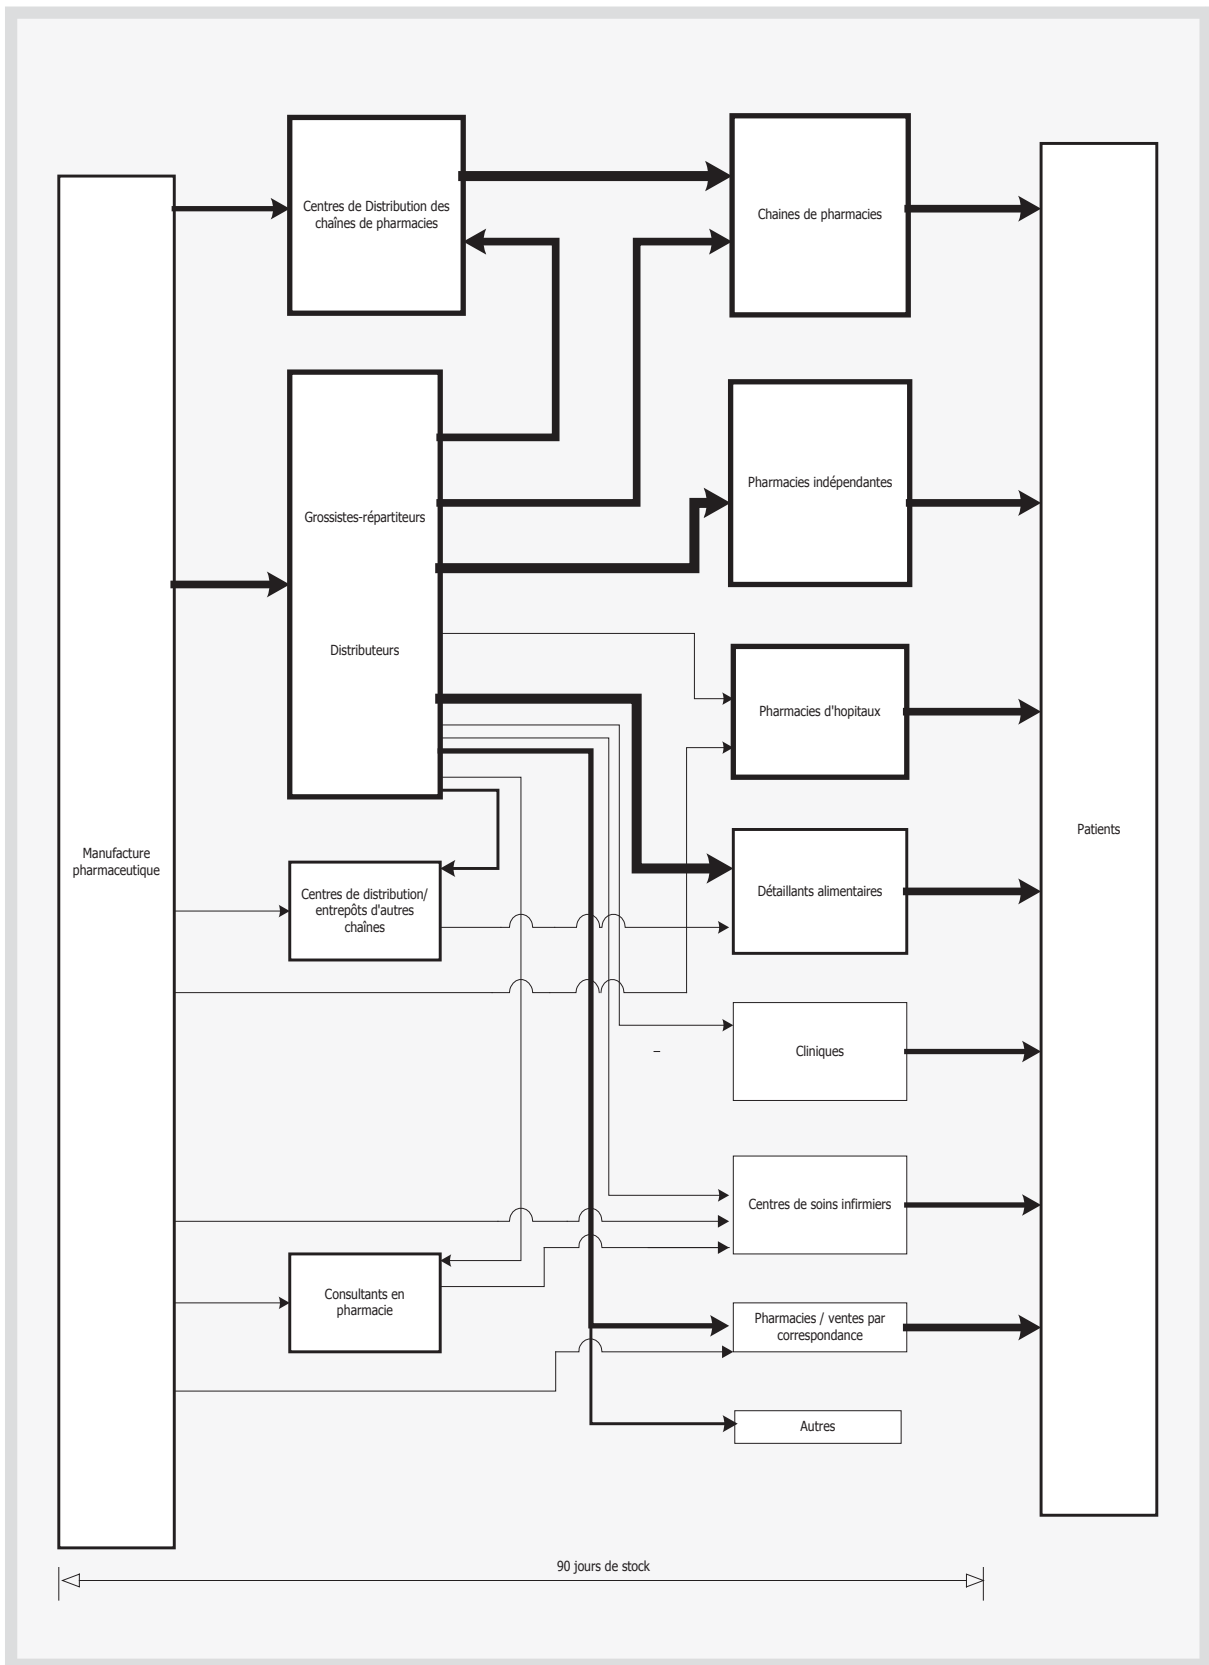 Centres de Distribution des
chaînes de pharmacies
Chaines de pharmacies
Pharmacies indépendantes
Grossistes-répartiteurs
Distributeurs
Pharmacies d'hopitaux
Manufacture
pharmaceutique
Patients
Centres de distribution/
entrepôts d'autres
chaînes
Détaillants alimentaires
–
Cliniques
Centres de soins infirmiers
Consultants en
pharmacie
Pharmacies / ventes par
correspondance
Autres
90 jours de stock